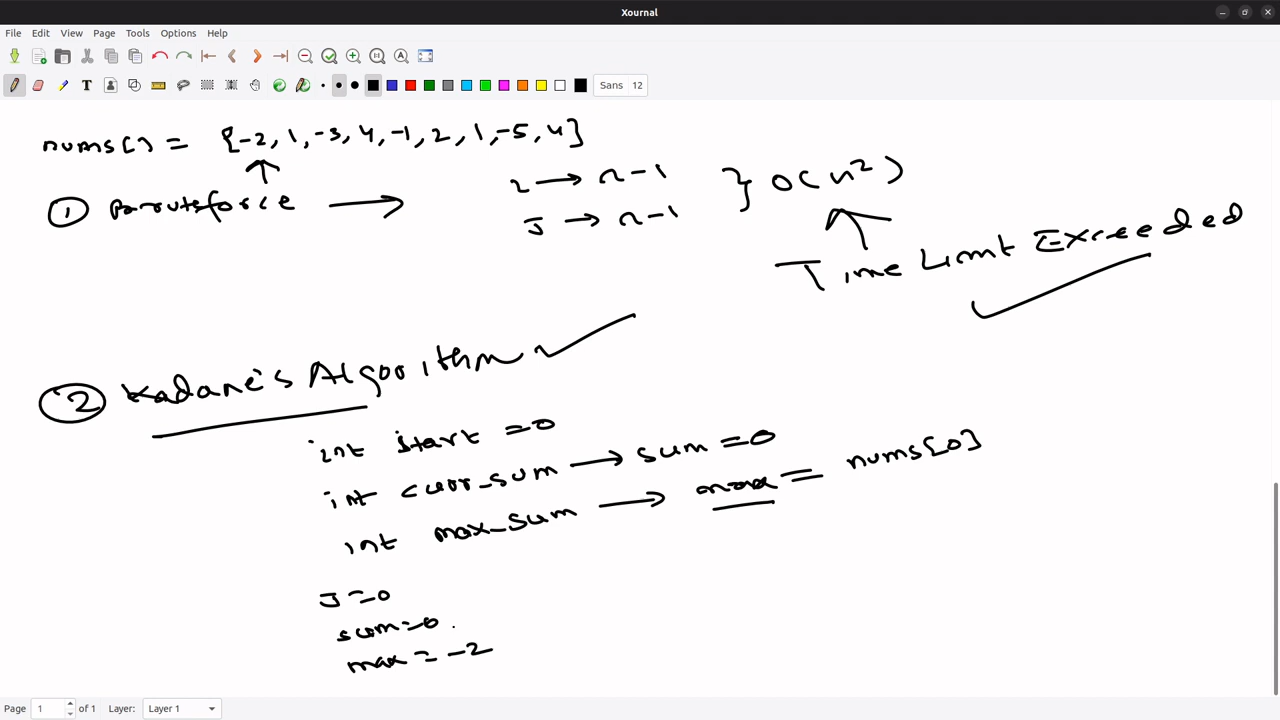 Xournal
File Edit View Page Tools Options Help
Sans 12
nums[] = {-2, 1, -3, 4, -1, 2, 1, -5, 4}
① Bruteforce → i → n-1 } O(n²)
J → n-1
Time Limit Exceeded
② Kadane's Algorithm
int start = 0
int curr_sum → sum = 0
int max_sum → max = nums[0]
J = 0
sum = 0
max = -2
Page 1 of 1 Layer: Layer 1